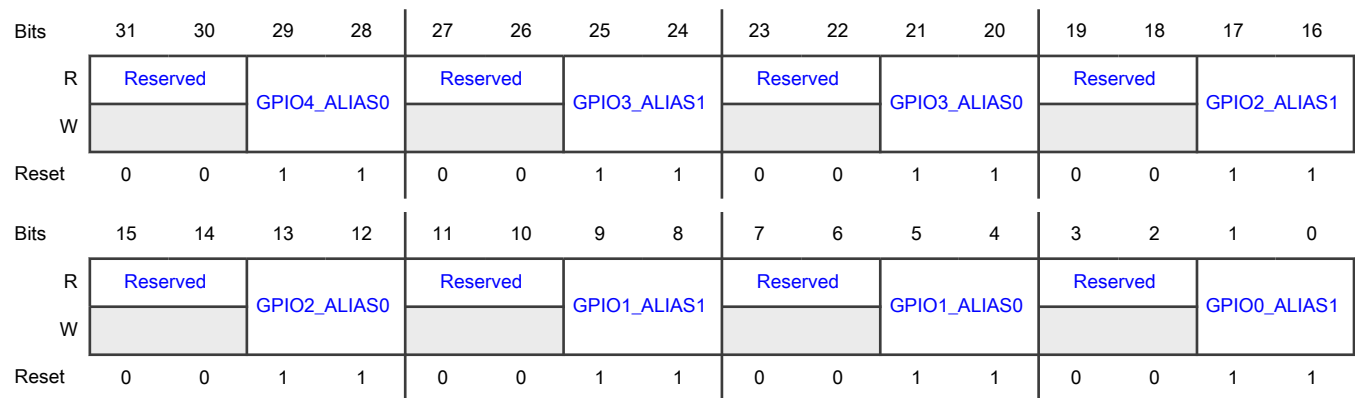 Bits 31 30 29 28 27 26 25 24 23 22 21 20 19 18 17 16
R Reserved GPIO4_ALIAS0 Reserved GPIO3_ALIAS1 Reserved GPIO3_ALIAS0 Reserved GPIO2_ALIAS1
W
Reset 0 0 1 1 0 0 1 1 0 0 1 1 0 0 1 1
Bits 15 14 13 12 11 10 9 8 7 6 5 4 3 2 1 0
R Reserved GPIO2_ALIAS0 Reserved GPIO1_ALIAS1 Reserved GPIO1_ALIAS0 Reserved GPIO0_ALIAS1
W
Reset 0 0 1 1 0 0 1 1 0 0 1 1 0 0 1 1